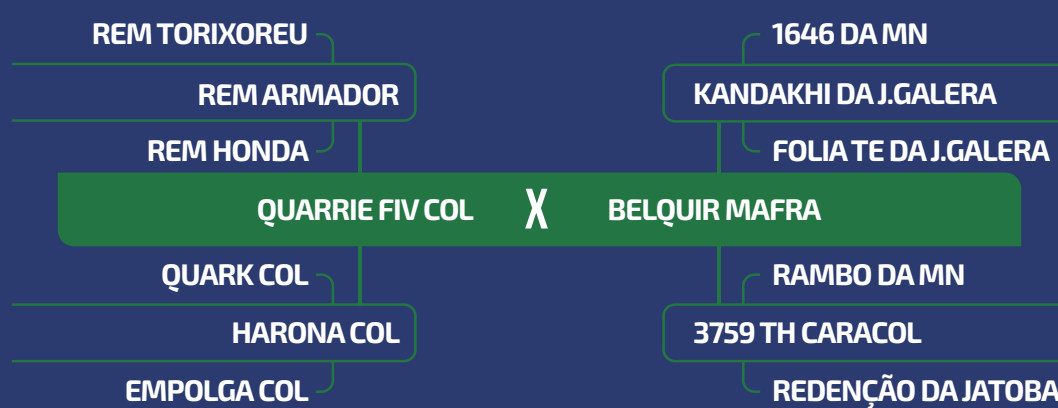 REM TORIXOREU
1646 DA MN
REM ARMADOR
KANDAKHI DA J.GALERA
REM HONDA
FOLIA TE DA J.GALERA
QUARRIE FIV COL X BELQUIR MAFRA
QUARK COL
RAMBO DA MN
HARONA COL
3759 TH CARACOL
EMPOLGA COL
REDENÇÃO DA JATOBA